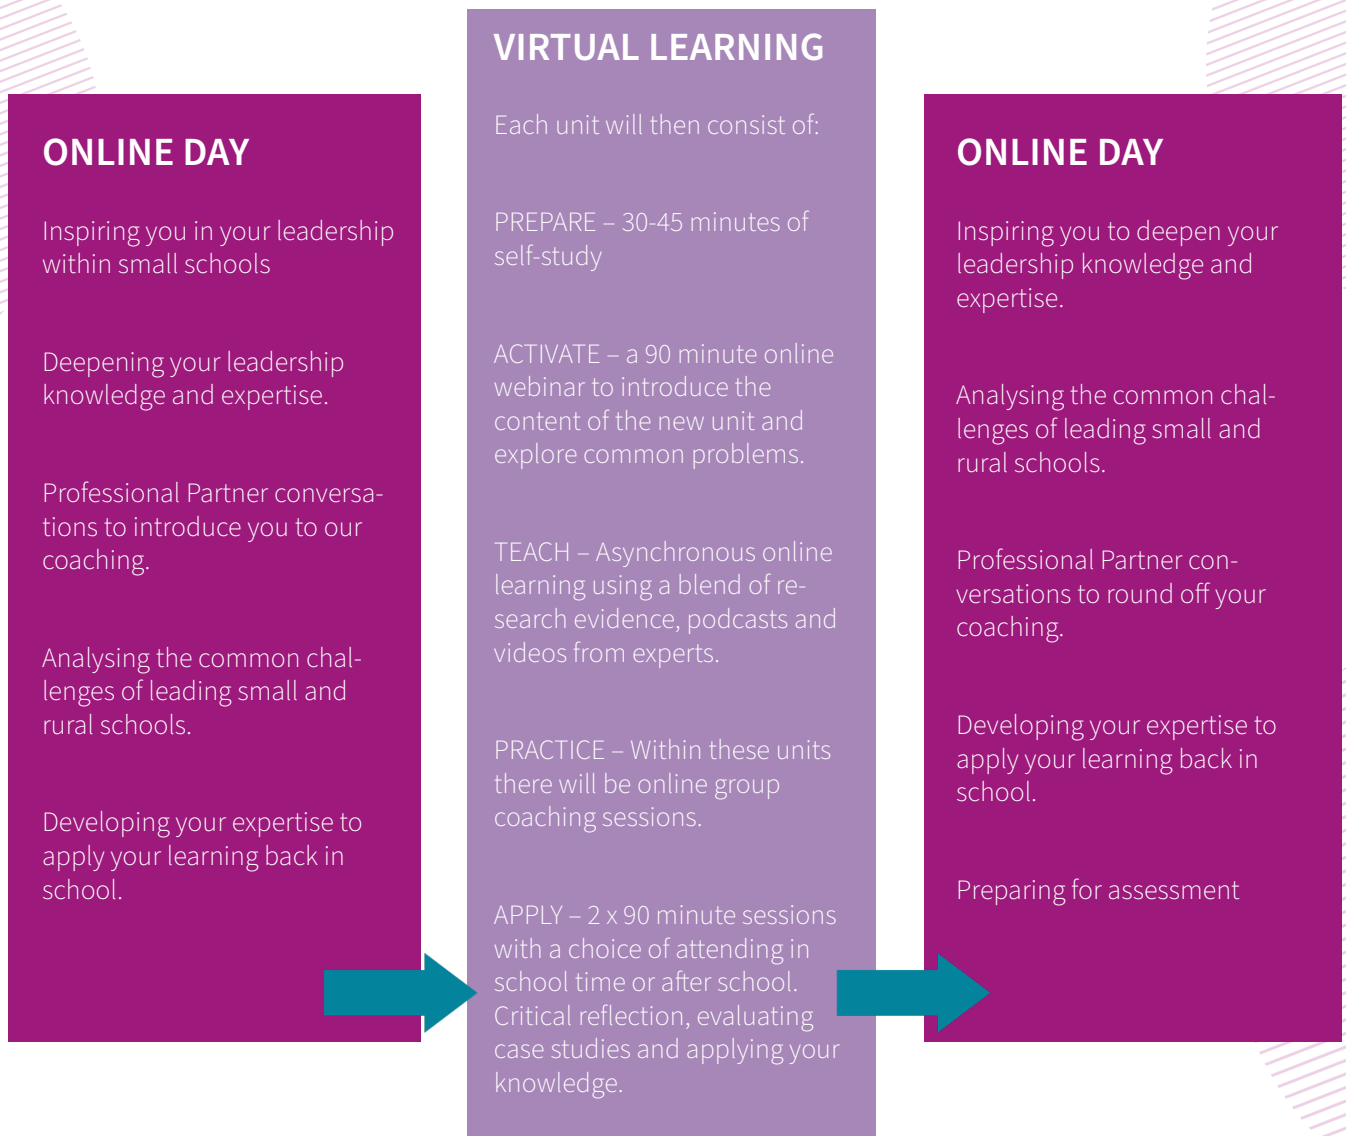 ONLINE DAY
Inspiring you in your leadership
within small schools
Deepening your leadership
knowledge and expertise.
Professional Partner conversa-
tions to introduce you to our
coaching.
Analysing the common chal-
lenges of leading small and
rural schools.
Developing your expertise to
apply your learning back in
school.
VIRTUAL LEARNING
Each unit will then consist of:
PREPARE – 30-45 minutes of
self-study
ACTIVATE – a 90 minute online
webinar to introduce the
content of the new unit and
explore common problems.
TEACH – Asynchronous online
learning using a blend of re-
search evidence, podcasts and
videos from experts.
PRACTICE – Within these units
there will be online group
coaching sessions.
APPLY – 2 x 90 minute sessions
with a choice of attending in
school time or after school.
Critical reflection, evaluating
case studies and applying your
knowledge.
ONLINE DAY
Inspiring you to deepen your
leadership knowledge and
expertise.
Analysing the common chal-
lenges of leading small and
rural schools.
Professional Partner con-
versations to round off your
coaching.
Developing your expertise to
apply your learning back in
school.
Preparing for assessment